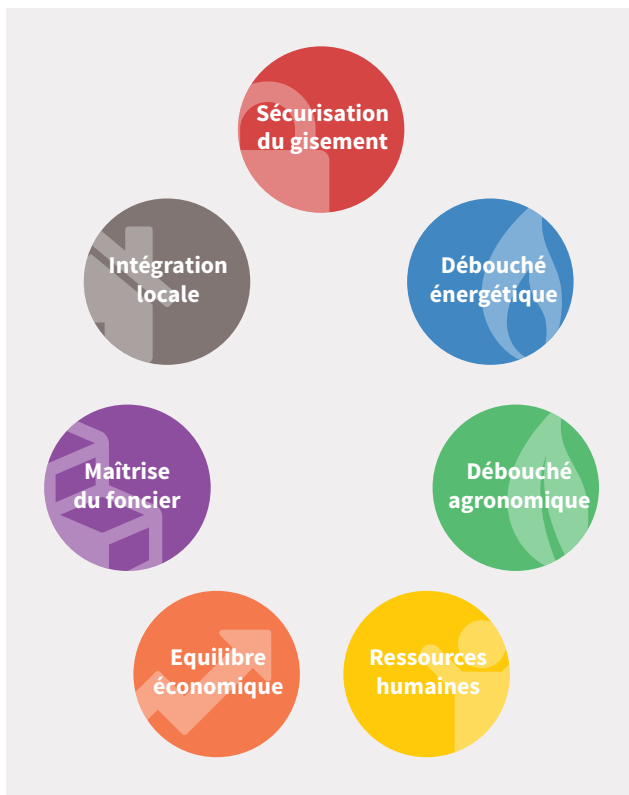 Sécurisation
du gisement
Intégration
locale
Débouché
énergétique
Maîtrise
du foncier
Débouché
agronomique
Equilibre
économique
Ressources
humaines